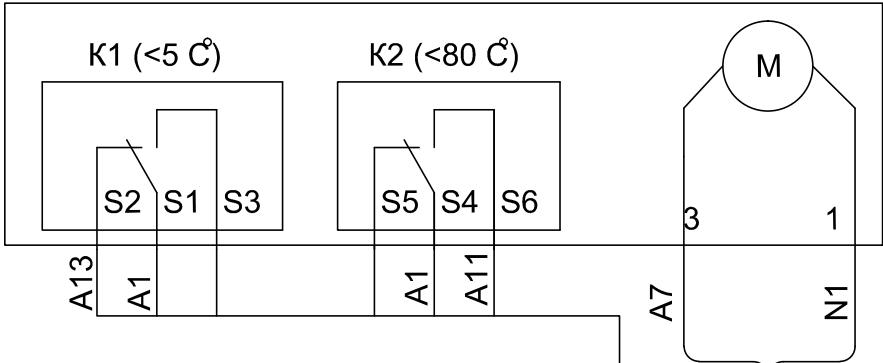 К1 (<5 C°)
К2 (<80 C°)
M
S2
S1
S3
S5
S4
S6
3
1
A13
A1
A1
A11
A7
N1